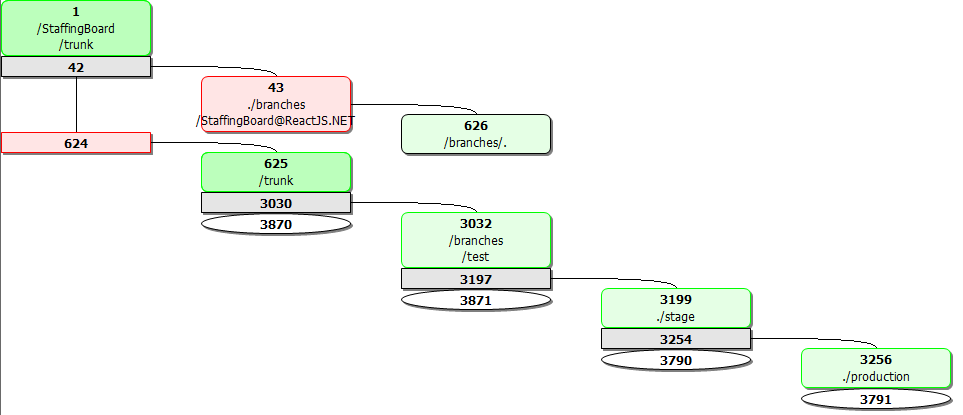 1
/StaffingBoard
/trunk
42
43
./branches
/StaffingBoard@ReactJS.NET
626
/branches/.
624
625
/trunk
3030
3870
3032
/branches
/test
3197
3871
3199
./stage
3254
3790
3256
./production
3791